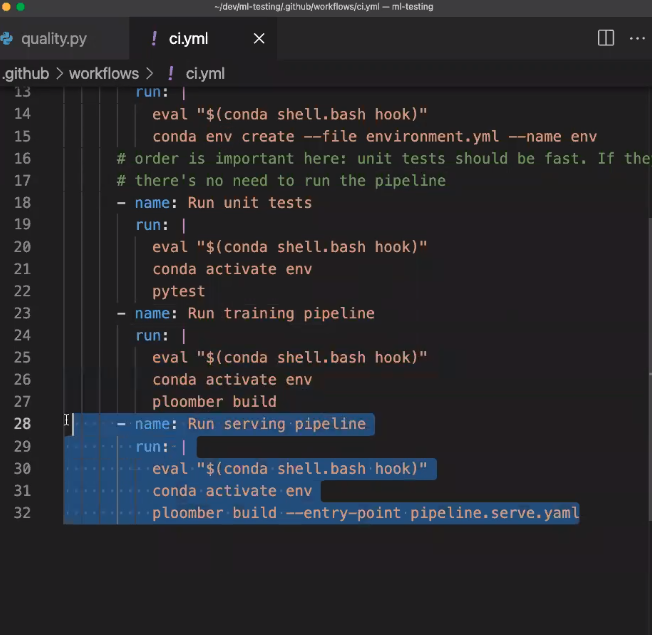 ~/dev/ml-testing/.github/workflows/ci.yml — ml-testing
quality.py
! ci.yml ×
.github > workflows > ! ci.yml
13 run: |
14 eval "$(conda shell.bash hook)"
15 conda env create --file environment.yml --name env
16 # order is important here: unit tests should be fast. If the
17 # there's no need to run the pipeline
18 - name: Run unit tests
19 run: |
20 eval "$(conda shell.bash hook)"
21 conda activate env
22 pytest
23 - name: Run training pipeline
24 run: |
25 eval "$(conda shell.bash hook)"
26 conda activate env
27 ploomber build
28 - name: Run serving pipeline
29 run: |
30 eval "$(conda shell.bash hook)"
31 conda activate env
32 ploomber build --entry-point pipeline.serve.yaml